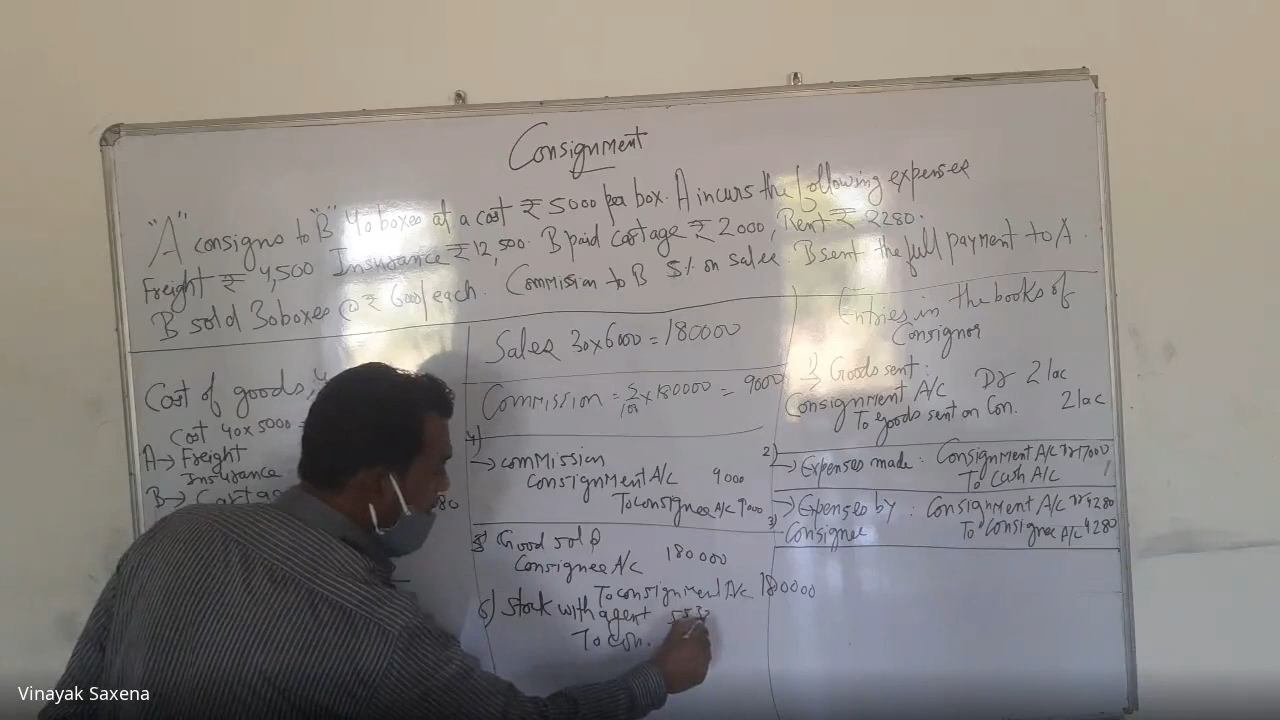 Consignment
"A" consigns to "B" 40 boxes at a cost ₹ 5000 per box. A incurs the following expenses
Freight ₹ 4,500 Insurance ₹ 12,500. B paid cartage ₹ 2000, Rent ₹ 2280.
B sold 30 boxes @ ₹ 6000/each. Commission to B 5% on sales. B sent the full payment to A.
Cost of goods
Cost 40x5000 =
A→ Freight
Insurance
B→ Carta
80
Sales 30x6000 = 180000
Commission = 5/100 x 180000 = 9000
4)
→ commission
Consignment A/C 9000
To consignee A/c 9000
5) Good sold
Consignee A/C 180000
To consignment A/c 180000
6) Stock with agent
To con.
Entries in the books of
Consignor
1) Goods sent:
Consignment A/C Dr 2 lac
To goods sent on Con. 2 lac
2)
→ Expenses made: Consignment A/C Dr 17000
To Cash A/C
3)
→ Expenses by: Consignment A/C Dr 4280
Consignee To Consignee A/c 4280
Vinayak Saxena